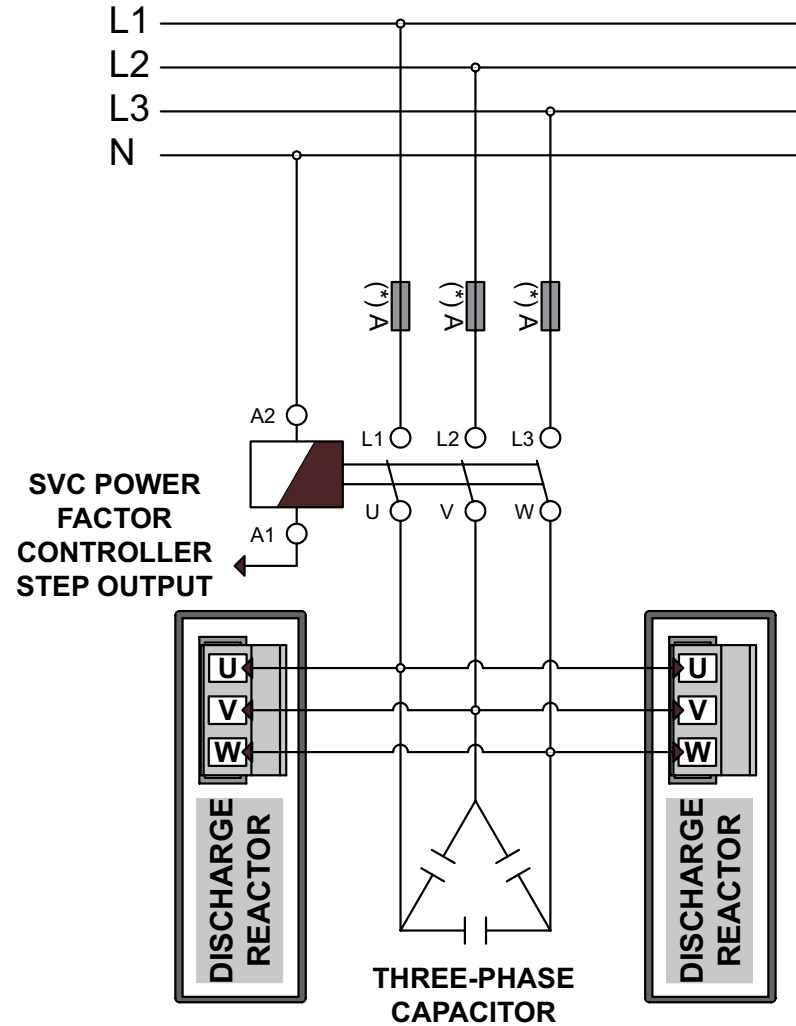 L1
L2
L3
N
(*) A
(*) A
(*) A
A2
L1
L2
L3
SVC POWER
FACTOR
CONTROLLER
STEP OUTPUT
A1
U
V
W
U
V
W
DISCHARGE
REACTOR
U
V
W
DISCHARGE
REACTOR
THREE-PHASE
CAPACITOR